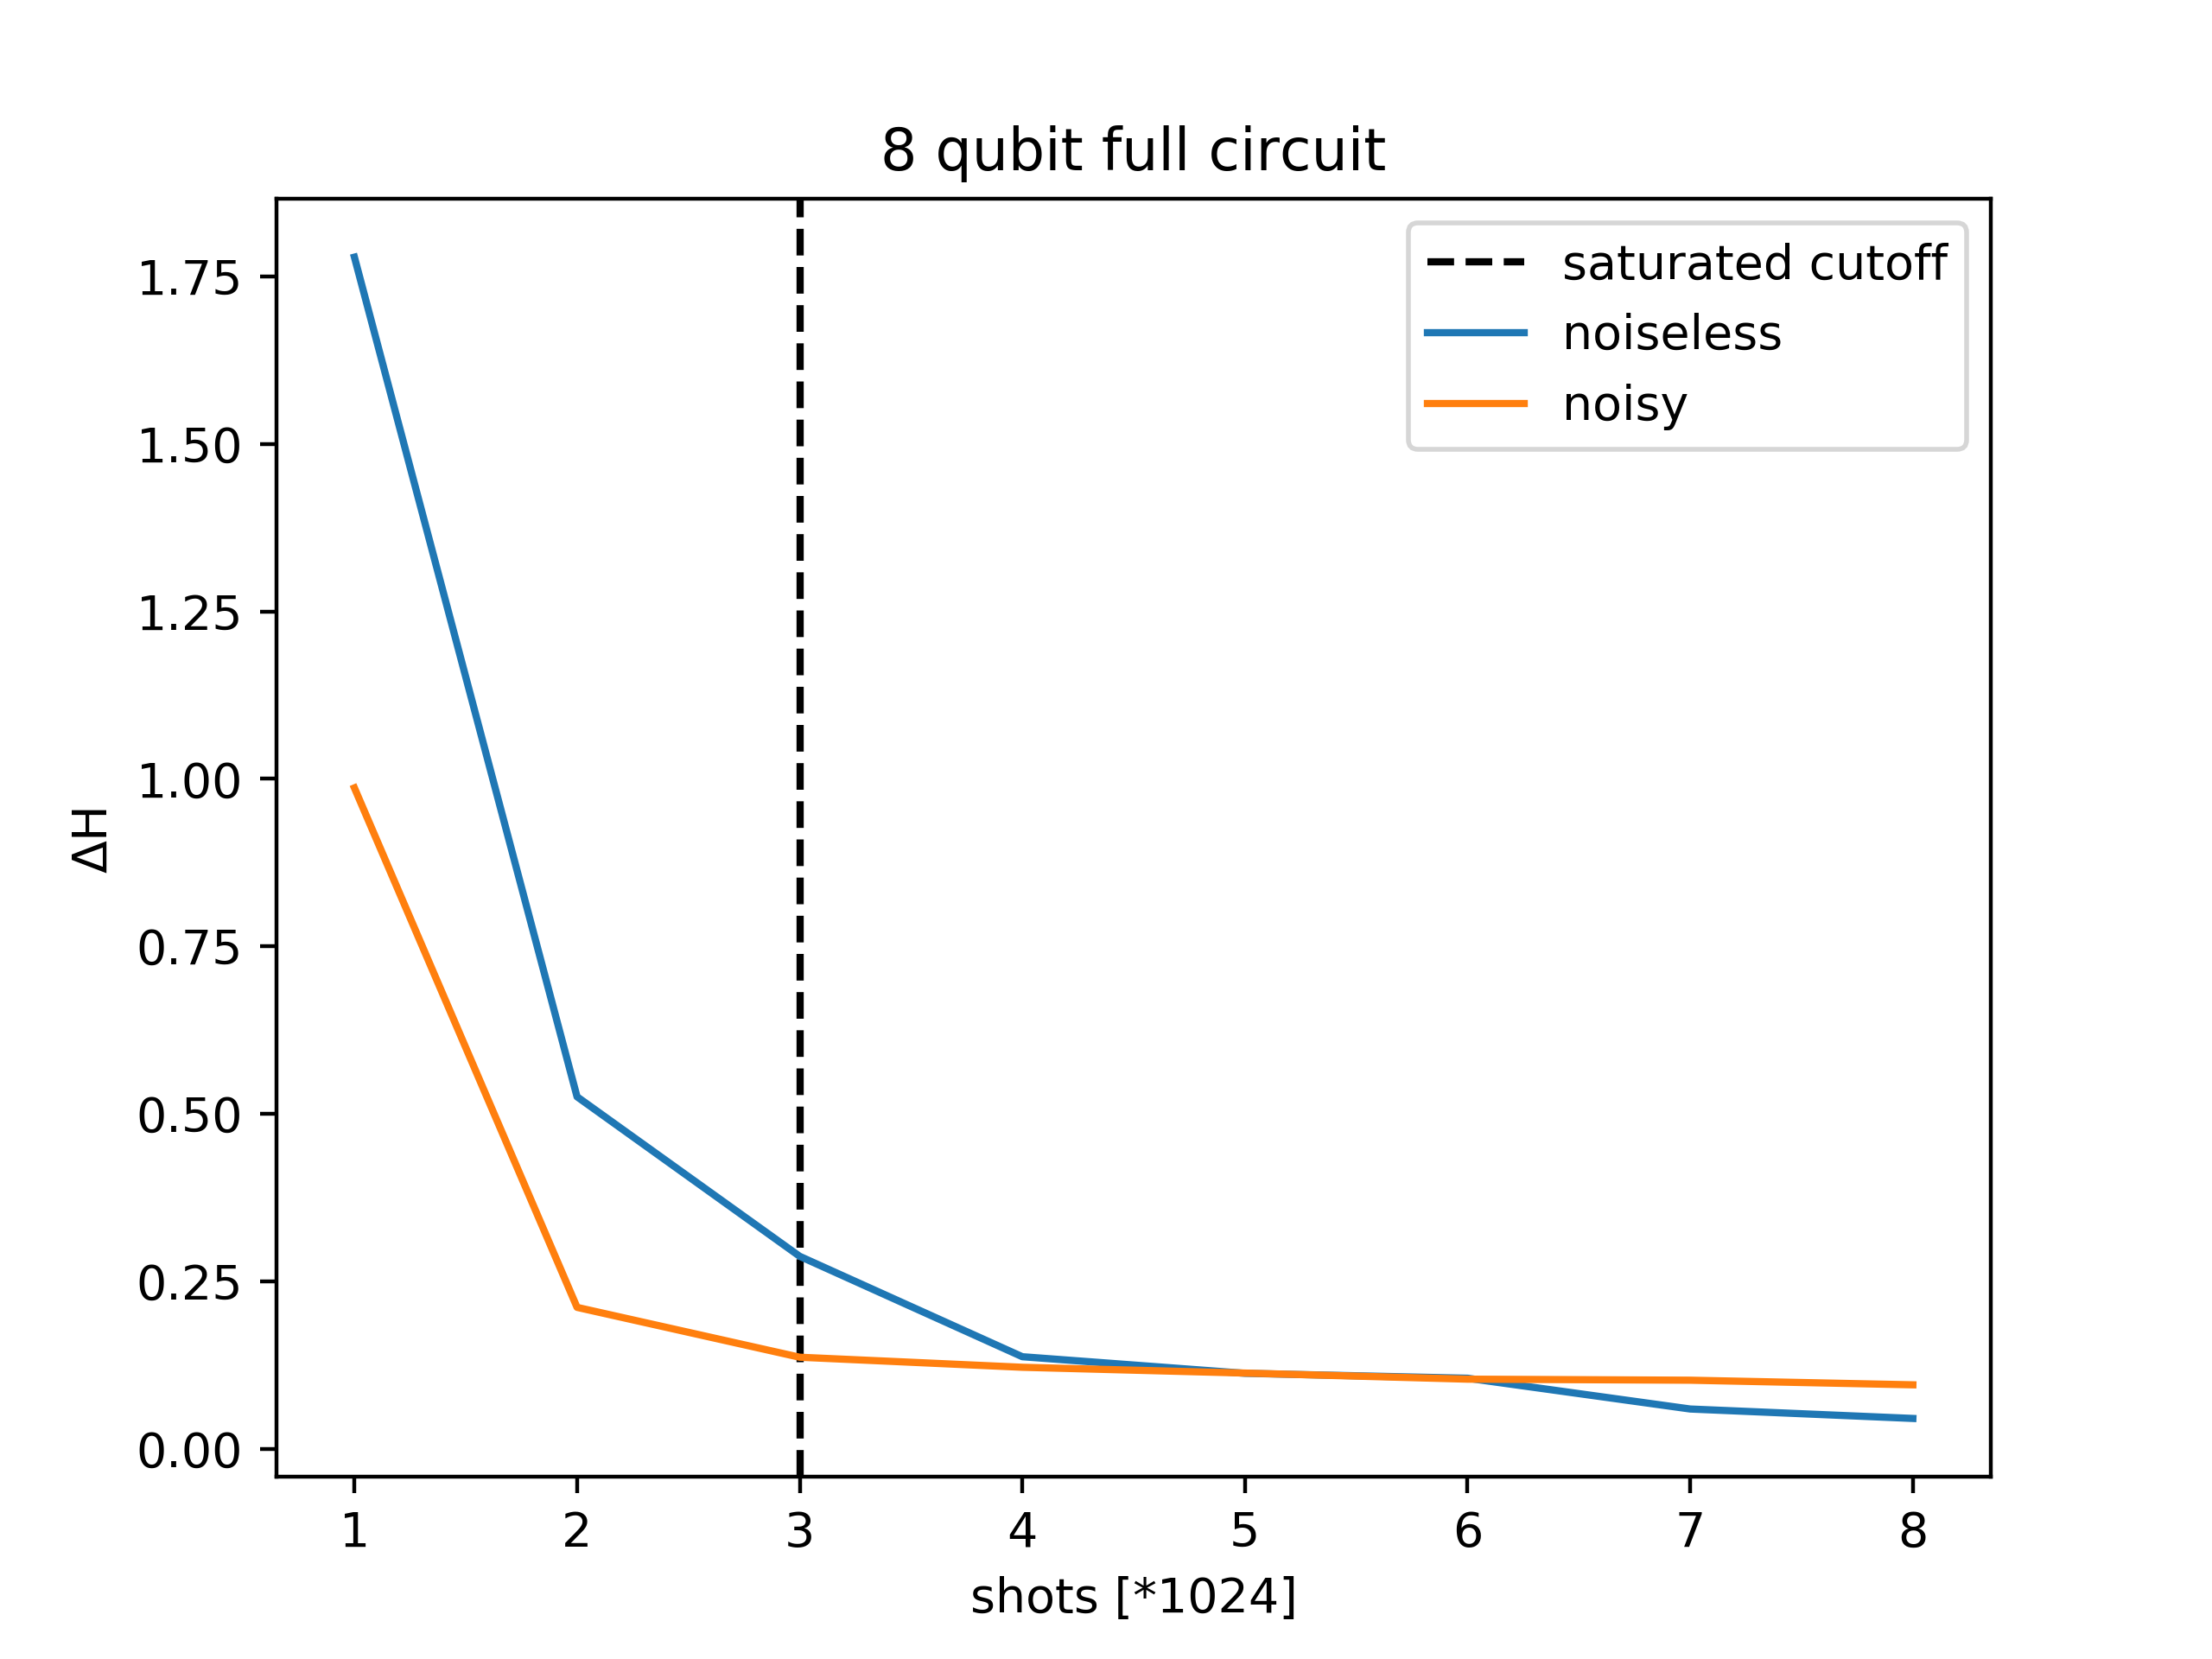 8 qubit full circuit
saturated cutoff
noiseless
noisy
1.75
1.50
1.25
1.00
0.75
0.50
0.25
0.00
ΔH
1 2 3 4 5 6 7 8
shots [*1024]